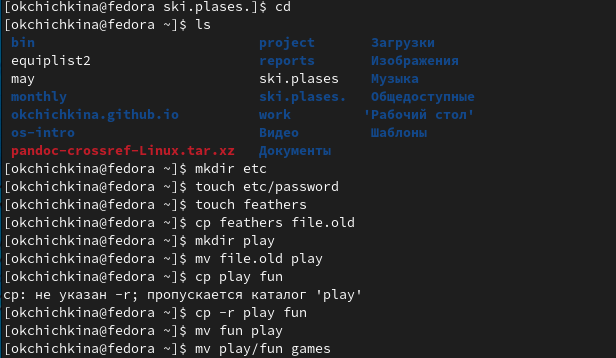 [okchichkina@fedora ski.plases.]$ cd
[okchichkina@fedora ~]$ ls
bin project Загрузки
equiplist2 reports Изображения
may ski.plases Музыка
monthly ski.plases. Общедоступные
okchichkina.github.io work 'Рабочий стол'
os-intro Видео Шаблоны
pandoc-crossref-Linux.tar.xz Документы
[okchichkina@fedora ~]$ mkdir etc
[okchichkina@fedora ~]$ touch etc/password
[okchichkina@fedora ~]$ touch feathers
[okchichkina@fedora ~]$ cp feathers file.old
[okchichkina@fedora ~]$ mkdir play
[okchichkina@fedora ~]$ mv file.old play
[okchichkina@fedora ~]$ cp play fun
cp: не указан -r; пропускается каталог 'play'
[okchichkina@fedora ~]$ cp -r play fun
[okchichkina@fedora ~]$ mv fun play
[okchichkina@fedora ~]$ mv play/fun games